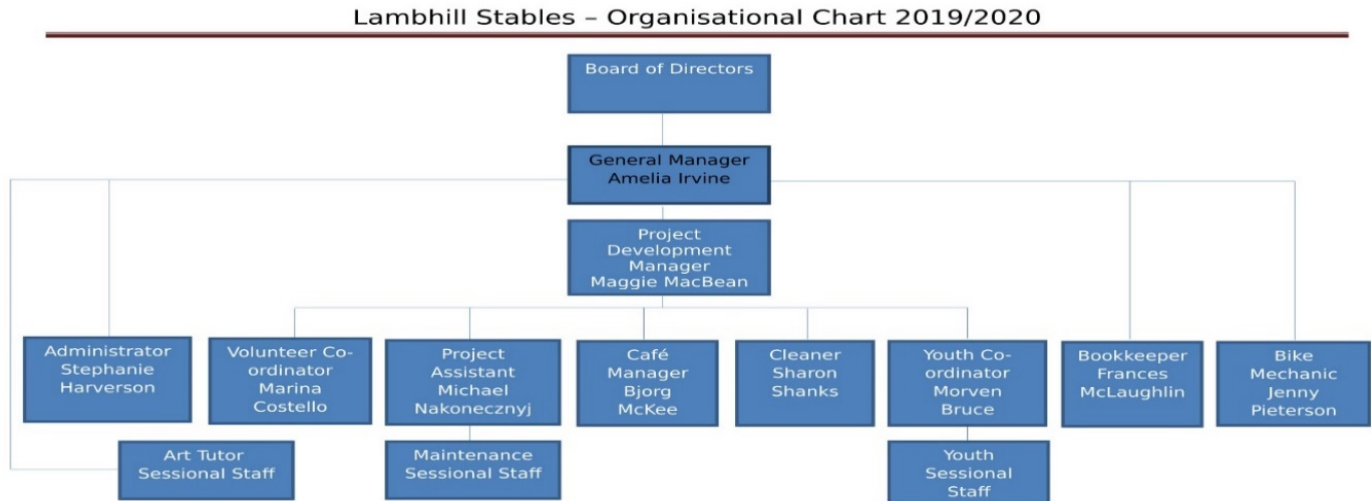 Lambhill Stables – Organisational Chart 2019/2020
Board of Directors
General Manager
Amelia Irvine
Project
Development
Manager
Maggie MacBean
Administrator
Stephanie
Harverson
Volunteer Co-
ordinator
Marina
Costello
Project
Assistant
Michael
Nakonecznyj
Café
Manager
Bjorg
McKee
Cleaner
Sharon
Shanks
Youth Co-
ordinator
Morven
Bruce
Bookkeeper
Frances
McLaughlin
Bike
Mechanic
Jenny
Pieterson
Art Tutor
Sessional Staff
Maintenance
Sessional Staff
Youth
Sessional
Staff